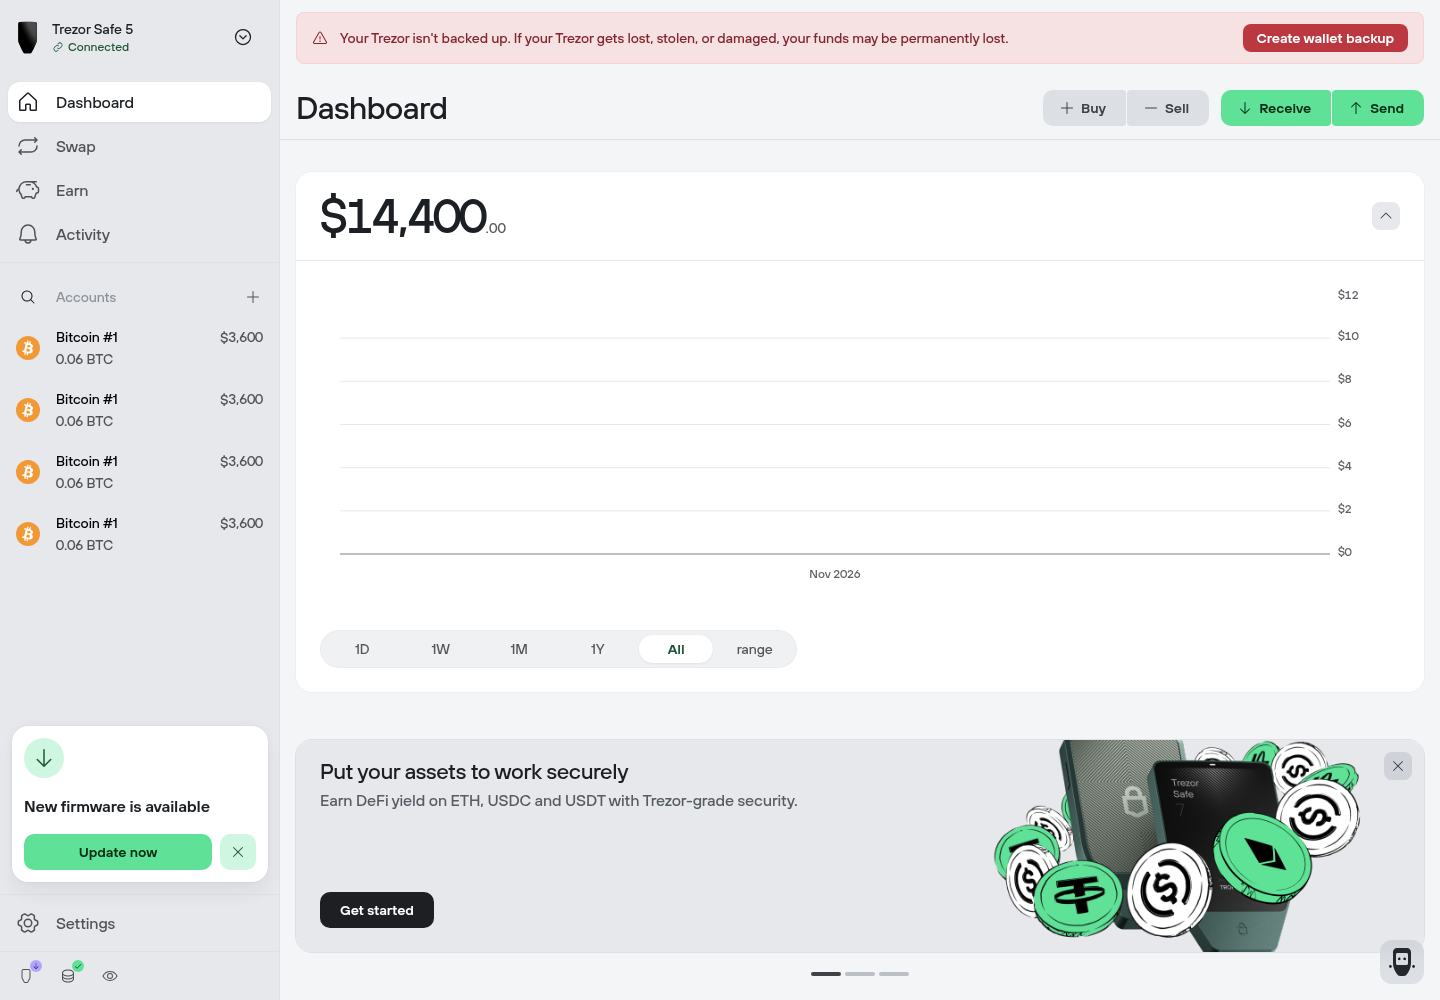 Trezor Safe 5
Connected
Dashboard
Swap
Earn
Activity
Accounts
Bitcoin #1 $3,600
0.06 BTC
Bitcoin #1 $3,600
0.06 BTC
Bitcoin #1 $3,600
0.06 BTC
Bitcoin #1 $3,600
0.06 BTC
New firmware is available
Update now
Settings
Your Trezor isn't backed up. If your Trezor gets lost, stolen, or damaged, your funds may be permanently lost.
Create wallet backup
Dashboard
Buy
Sell
Receive
Send
$14,400.00
$12
$10
$8
$6
$4
$2
$0
Nov 2026
1D 1W 1M 1Y All range
Put your assets to work securely
Earn DeFi yield on ETH, USDC and USDT with Trezor-grade security.
Get started
Trezor
Safe
7